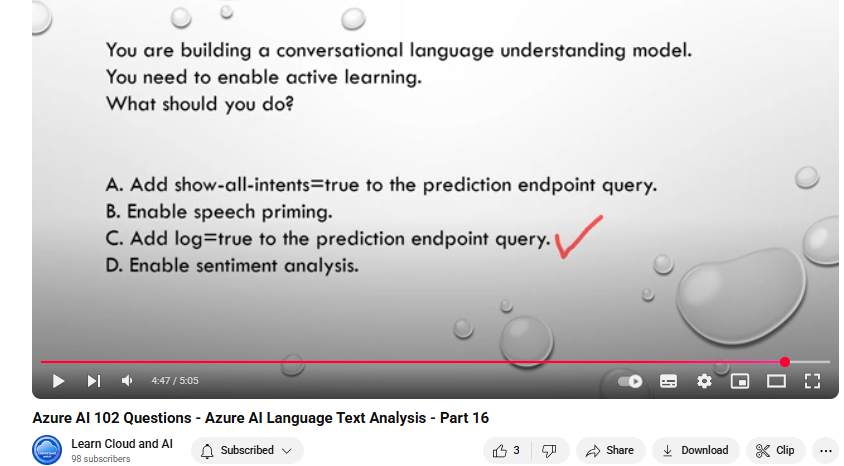 You are building a conversational language understanding model.
You need to enable active learning.
What should you do?
A. Add show-all-intents=true to the prediction endpoint query.
B. Enable speech priming.
C. Add log=true to the prediction endpoint query.
D. Enable sentiment analysis.
4:47 / 5:05
Azure AI 102 Questions - Azure AI Language Text Analysis - Part 16
Learn Cloud and AI
98 subscribers
Subscribed
3
Share
Download
Clip